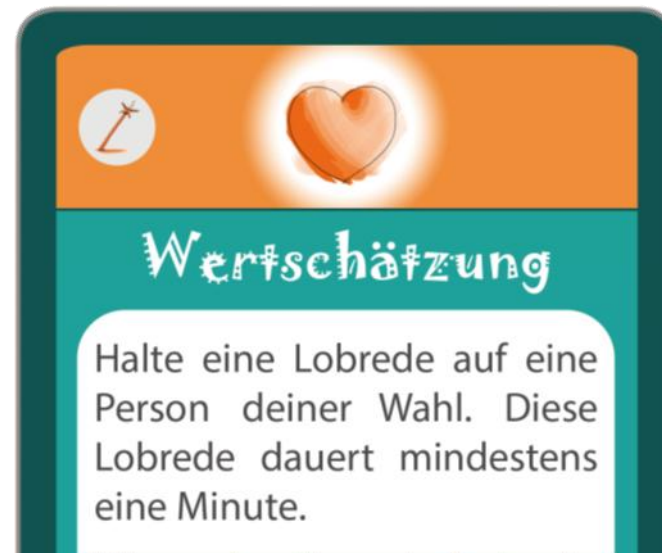 Wertschätzung
Halte eine Lobrede auf eine
Person deiner Wahl. Diese
Lobrede dauert mindestens
eine Minute.